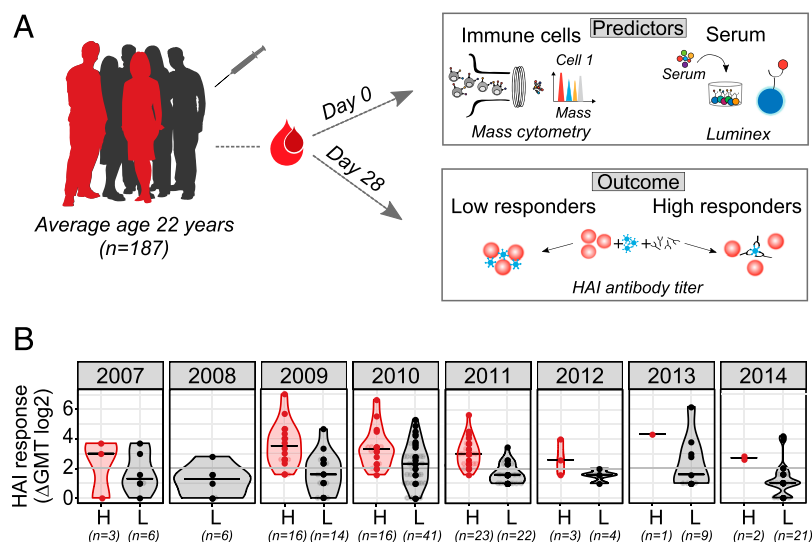 A
Average age 22 years
(n=187)
Day 0
Day 28
Predictors
Immune cells
Serum
Cell 1
Mass
Mass cytometry
Serum
Luminex
Outcome
Low responders
High responders
+ +
HAI antibody titer
B
2007 2008 2009 2010 2011 2012 2013 2014
HAI response
(ΔGMT log2)
6
4
2
0
H L L H L H L H L H L H L H L
(n=3) (n=6) (n=6) (n=16) (n=14) (n=16) (n=41) (n=23) (n=22) (n=3) (n=4) (n=1) (n=9) (n=2) (n=21)